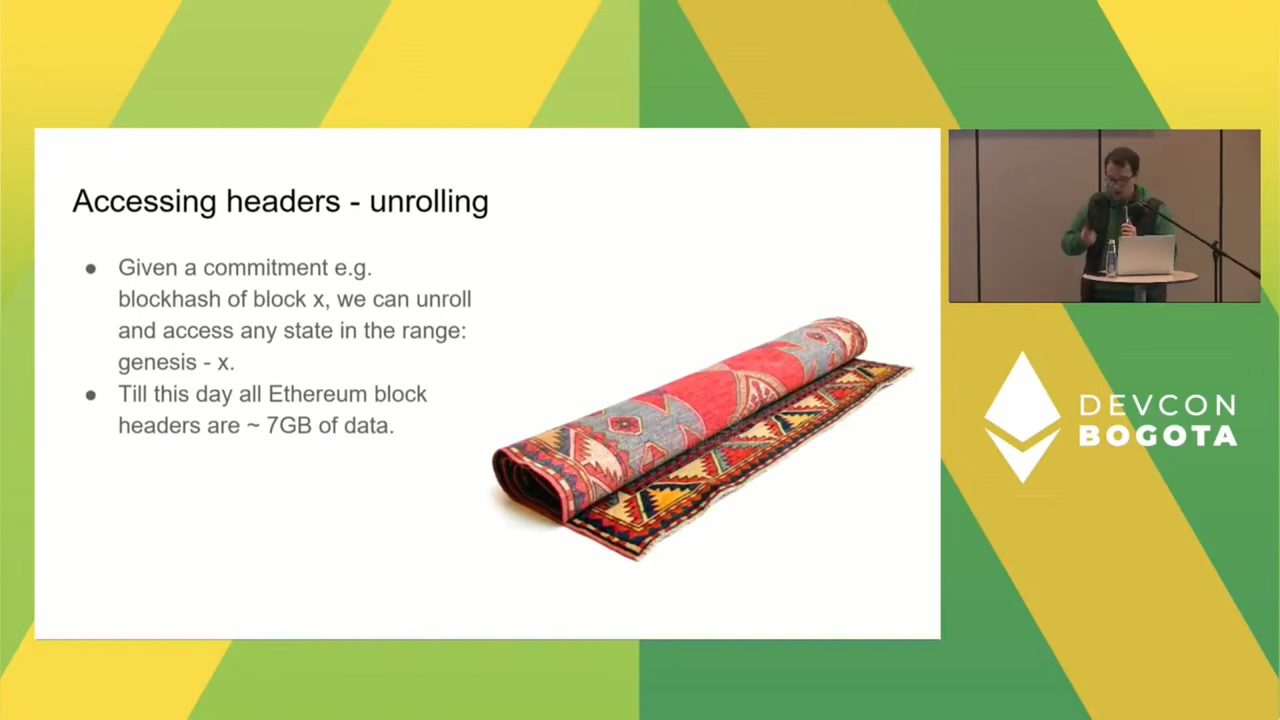 Accessing headers - unrolling
● Given a commitment e.g.
blockhash of block x, we can unroll
and access any state in the range:
genesis - x.
● Till this day all Ethereum block
headers are ~ 7GB of data.
DEVCON
BOGOTA